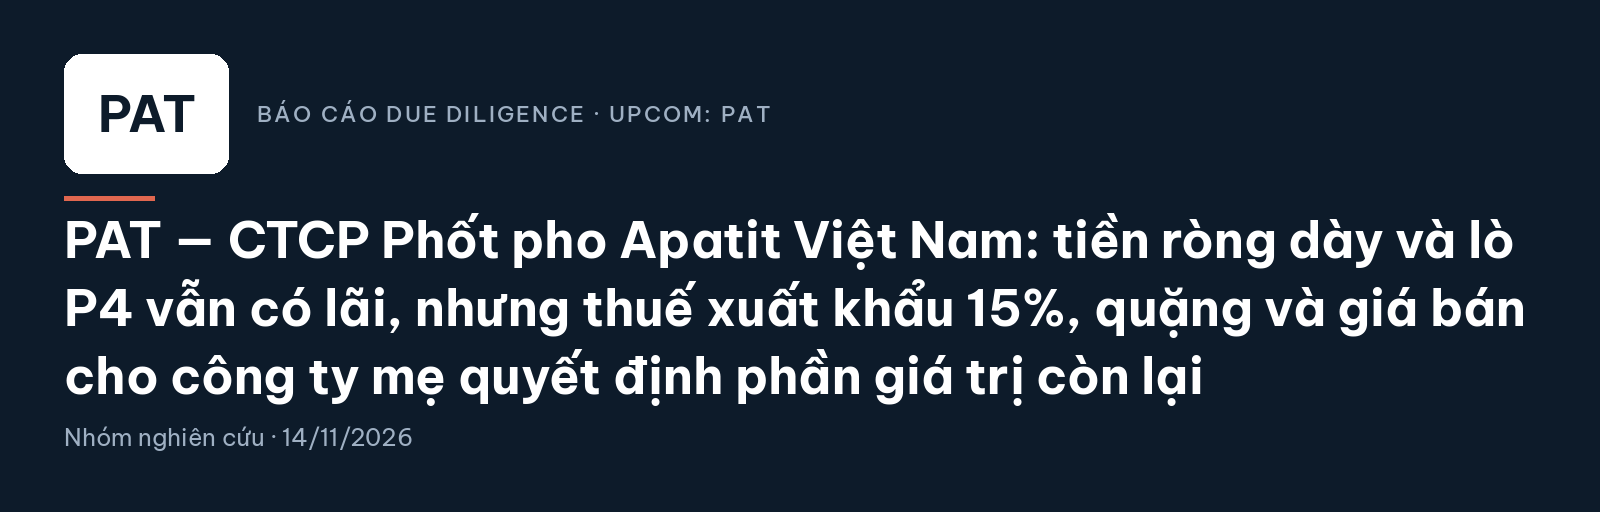 PAT
BÁO CÁO DUE DILIGENCE · UPCOM: PAT
PAT — CTCP Phốt pho Apatit Việt Nam: tiền ròng dày và lò
P4 vẫn có lãi, nhưng thuế xuất khẩu 15%, quặng và giá bán
cho công ty mẹ quyết định phần giá trị còn lại
Nhóm nghiên cứu · 14/11/2026